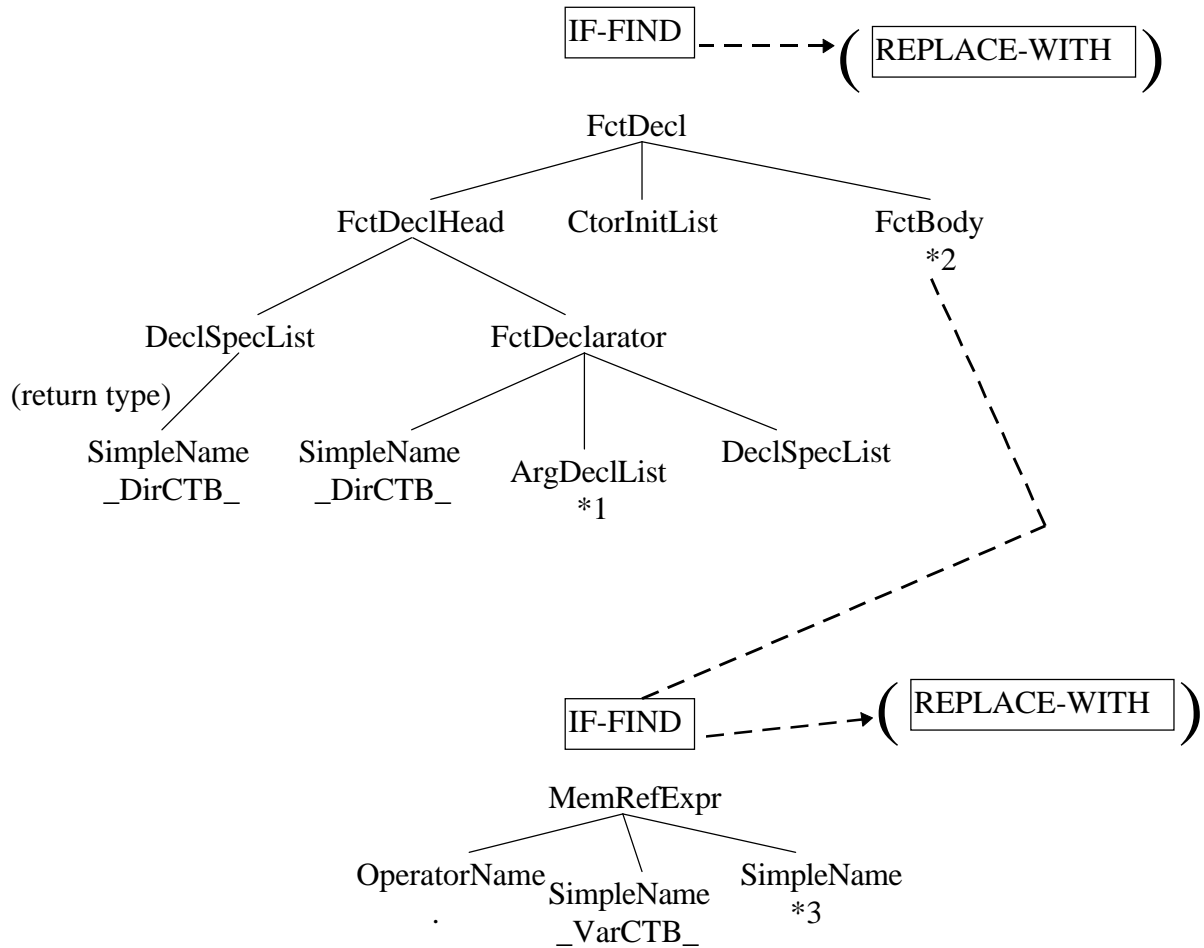 IF-FIND
( REPLACE-WITH )
FctDecl
FctDeclHead CtorInitList FctBody
*2
DeclSpecList FctDeclarator
(return type)
SimpleName SimpleName ArgDeclList DeclSpecList
_DirCTB_ _DirCTB_ *1
IF-FIND
( REPLACE-WITH )
MemRefExpr
OperatorName SimpleName SimpleName
. _VarCTB_ *3